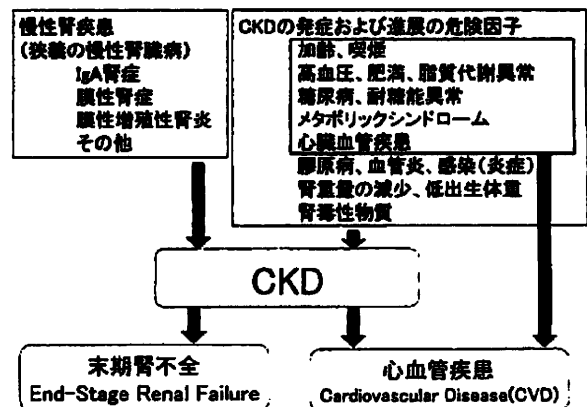 慢性腎疾患
(狭義の慢性腎臓病)
IgA腎症
膜性腎症
膜性増殖性腎炎
その他
CKDの発症および進展の危険因子
加齢、喫煙
高血圧、肥満、脂質代謝異常
糖尿病、耐糖能異常
メタボリックシンドローム
心臓血管疾患
膠原病、血管炎、感染(炎症)
腎重量の減少、低出生体重
腎毒性物質
CKD
末期腎不全
End-Stage Renal Failure
心血管疾患
Cardiovascular Disease(CVD)